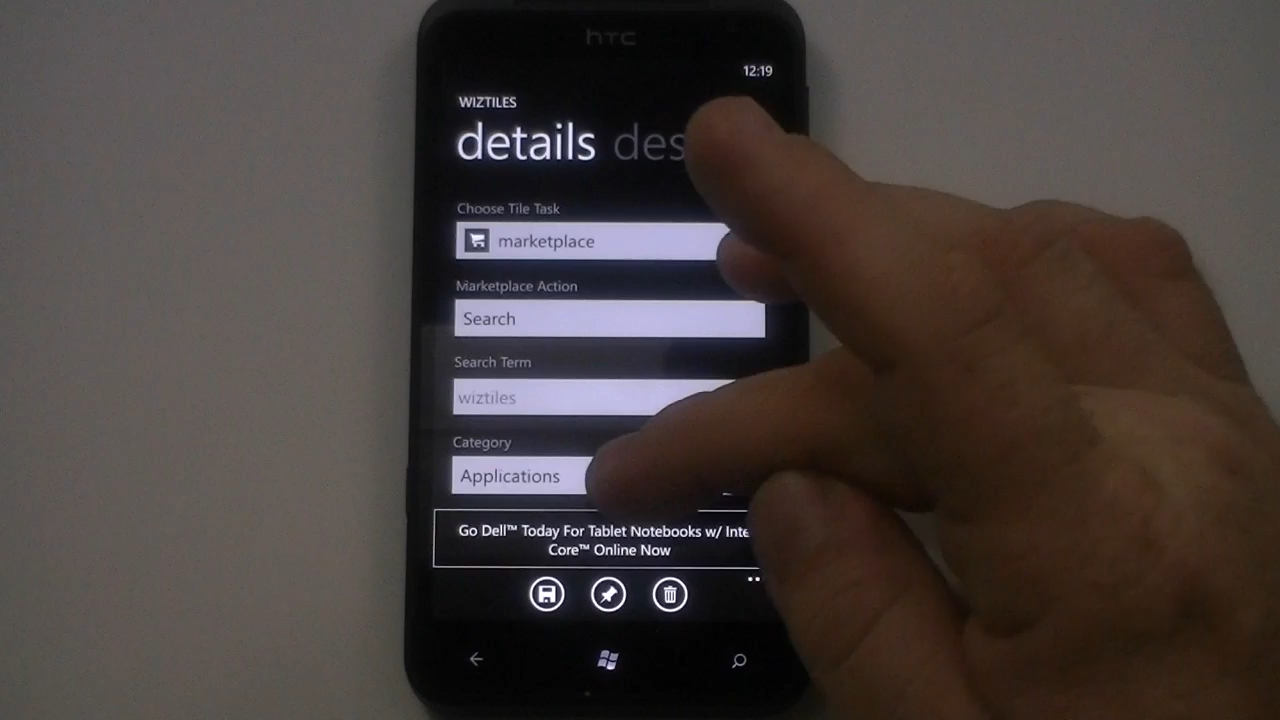 hTC
12:19
WIZTILES
details des
Choose Tile Task
marketplace
Marketplace Action
Search
Search Term
wiztiles
Category
Applications
Go Dell™ Today For Tablet Notebooks w/ Inte
Core™ Online Now